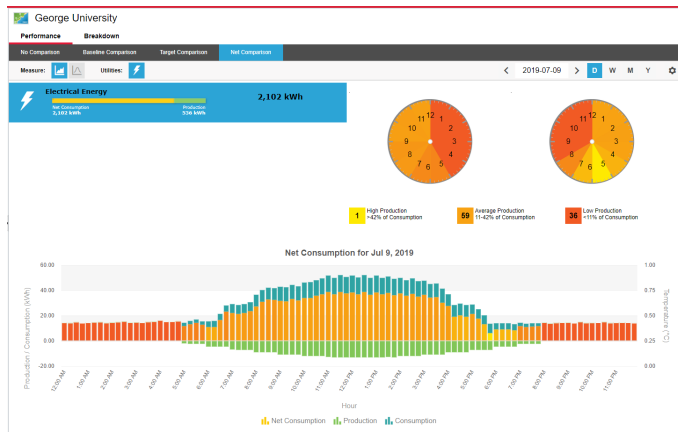 George University
Performance Breakdown
No Comparison Baseline Comparison Target Comparison Net Comparison
Measure: Utilities: < 2019-07-09 > D W M Y
Electrical Energy
2,102 kWh
Net Consumption Production
2,102 kWh 536 kWh
12 1 2 3 4 5 6 7 8 9 10 11
12 1 2 3 4 5 6 7 8 9 10 11
1 High Production
>42% of Consumption
59 Average Production
11-42% of Consumption
36 Low Production
<11% of Consumption
Net Consumption for Jul 9, 2019
Production / Consumption (kWh)
60.00
40.00
20.00
0.00
-20.00
1.00
0.75
0.50
0.25
0.00
Temperature (°C)
12:00 AM 1:00 AM 2:00 AM 3:00 AM 4:00 AM 5:00 AM 6:00 AM 7:00 AM 8:00 AM 9:00 AM 10:00 AM 11:00 AM 12:00 PM 1:00 PM 2:00 PM 3:00 PM 4:00 PM 5:00 PM 6:00 PM 7:00 PM 8:00 PM 9:00 PM 10:00 PM 11:00 PM
Hour
Net Consumption Production Consumption